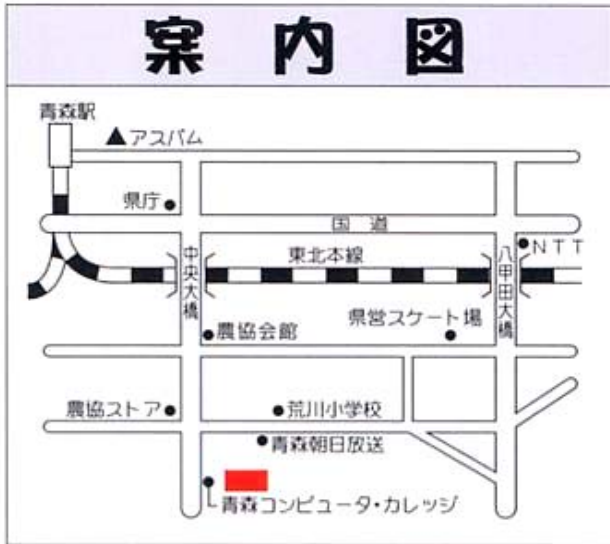 案内図
青森駅
アスパム
県庁
国道
中央大橋
東北本線
八甲田大橋
NTT
農協会館
県営スケート場
農協ストア
荒川小学校
青森朝日放送
青森コンピュータ・カレッジ